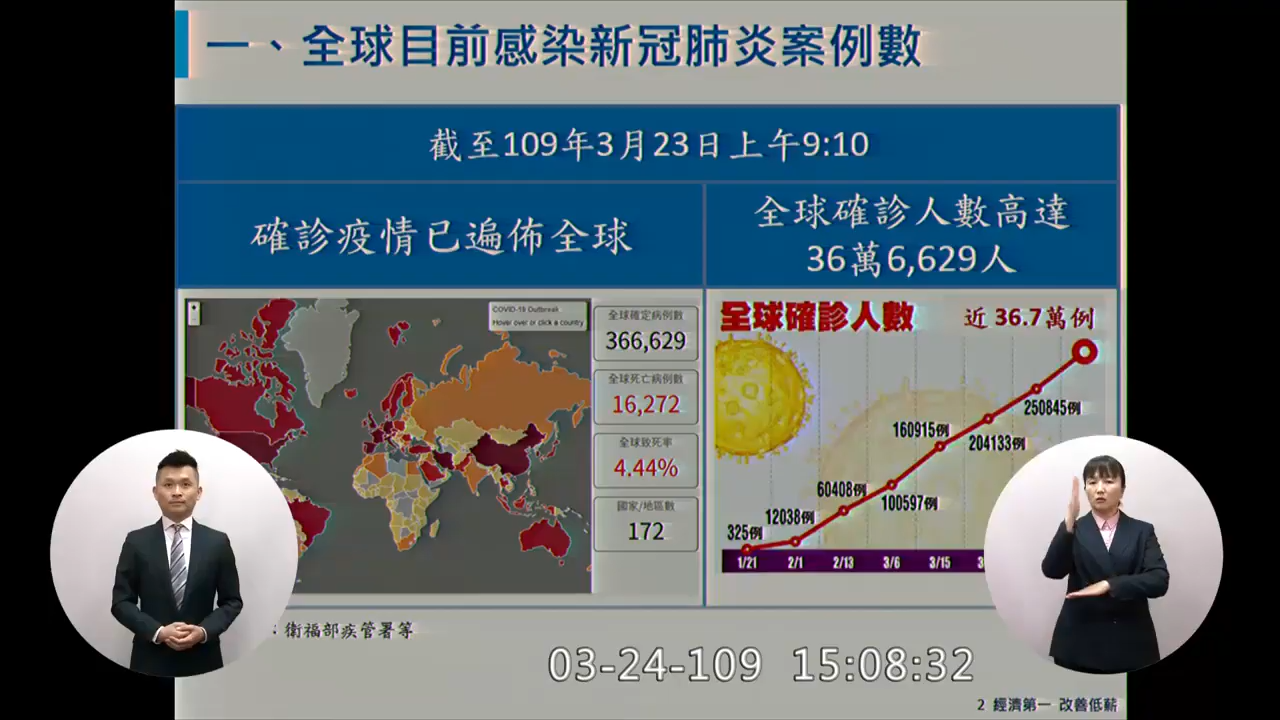 一、全球目前感染新冠肺炎案例數
截至109年3月23日上午9:10
確診疫情已遍佈全球
全球確診人數高達
36萬6,629人
COVID-19 Outbreak
Hover over or click a country
全球確定病例數
366,629
全球死亡病例數
16,272
全球致死率
4.44%
國家/地區數
172
全球確診人數
近 36.7萬例
250845例
204133例
160915例
100597例
60408例
12038例
325例
1/21 2/1 2/13 3/6 3/15
: 衛福部疾管署等
03-24-109 15:08:32
2 經濟第一 改善低薪